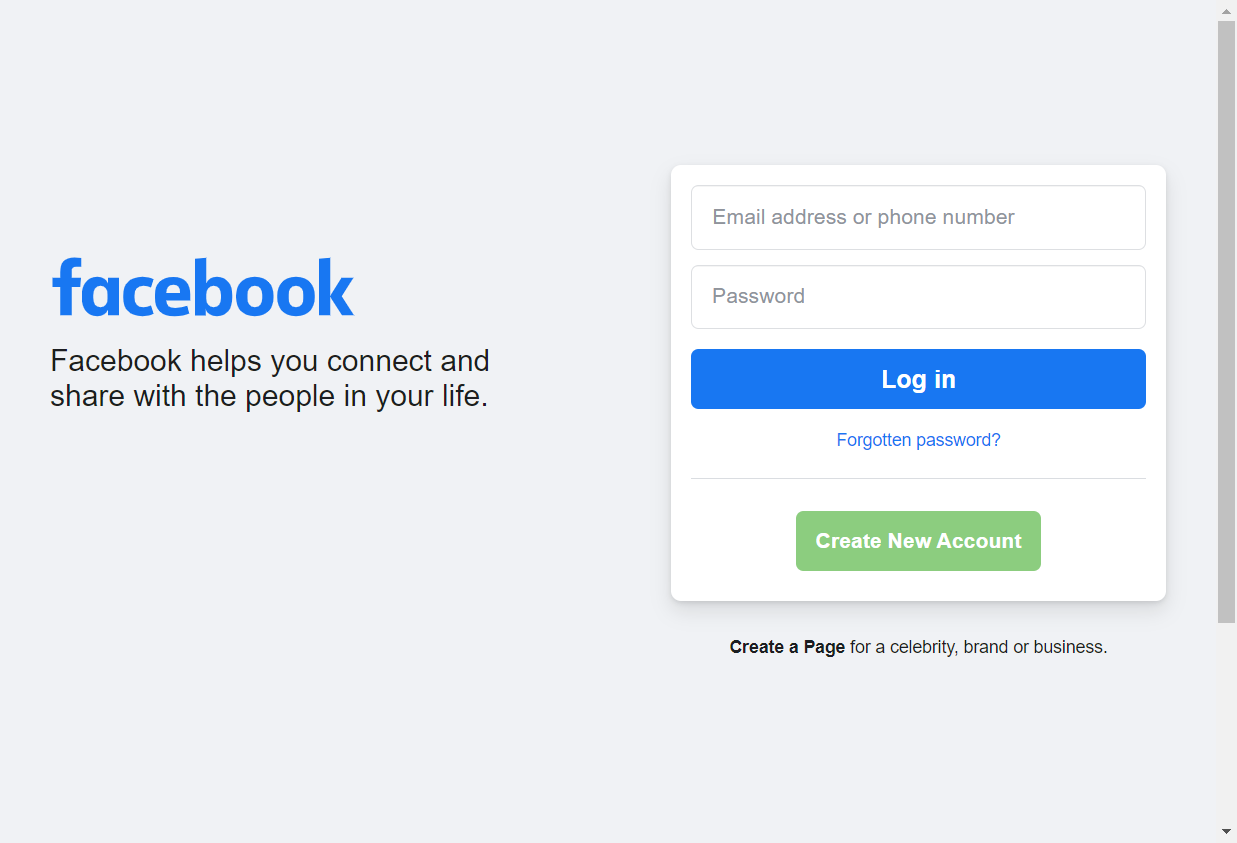 facebook
Facebook helps you connect and
share with the people in your life.
Email address or phone number
Password
Log in
Forgotten password?
Create New Account
Create a Page for a celebrity, brand or business.